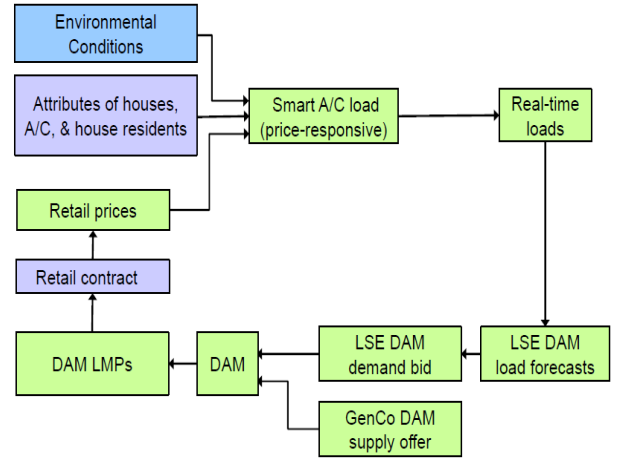 Environmental
Conditions
Attributes of houses,
A/C, & house residents
Smart A/C load
(price-responsive)
Real-time
loads
Retail prices
Retail contract
DAM LMPs
DAM
LSE DAM
demand bid
LSE DAM
load forecasts
GenCo DAM
supply offer